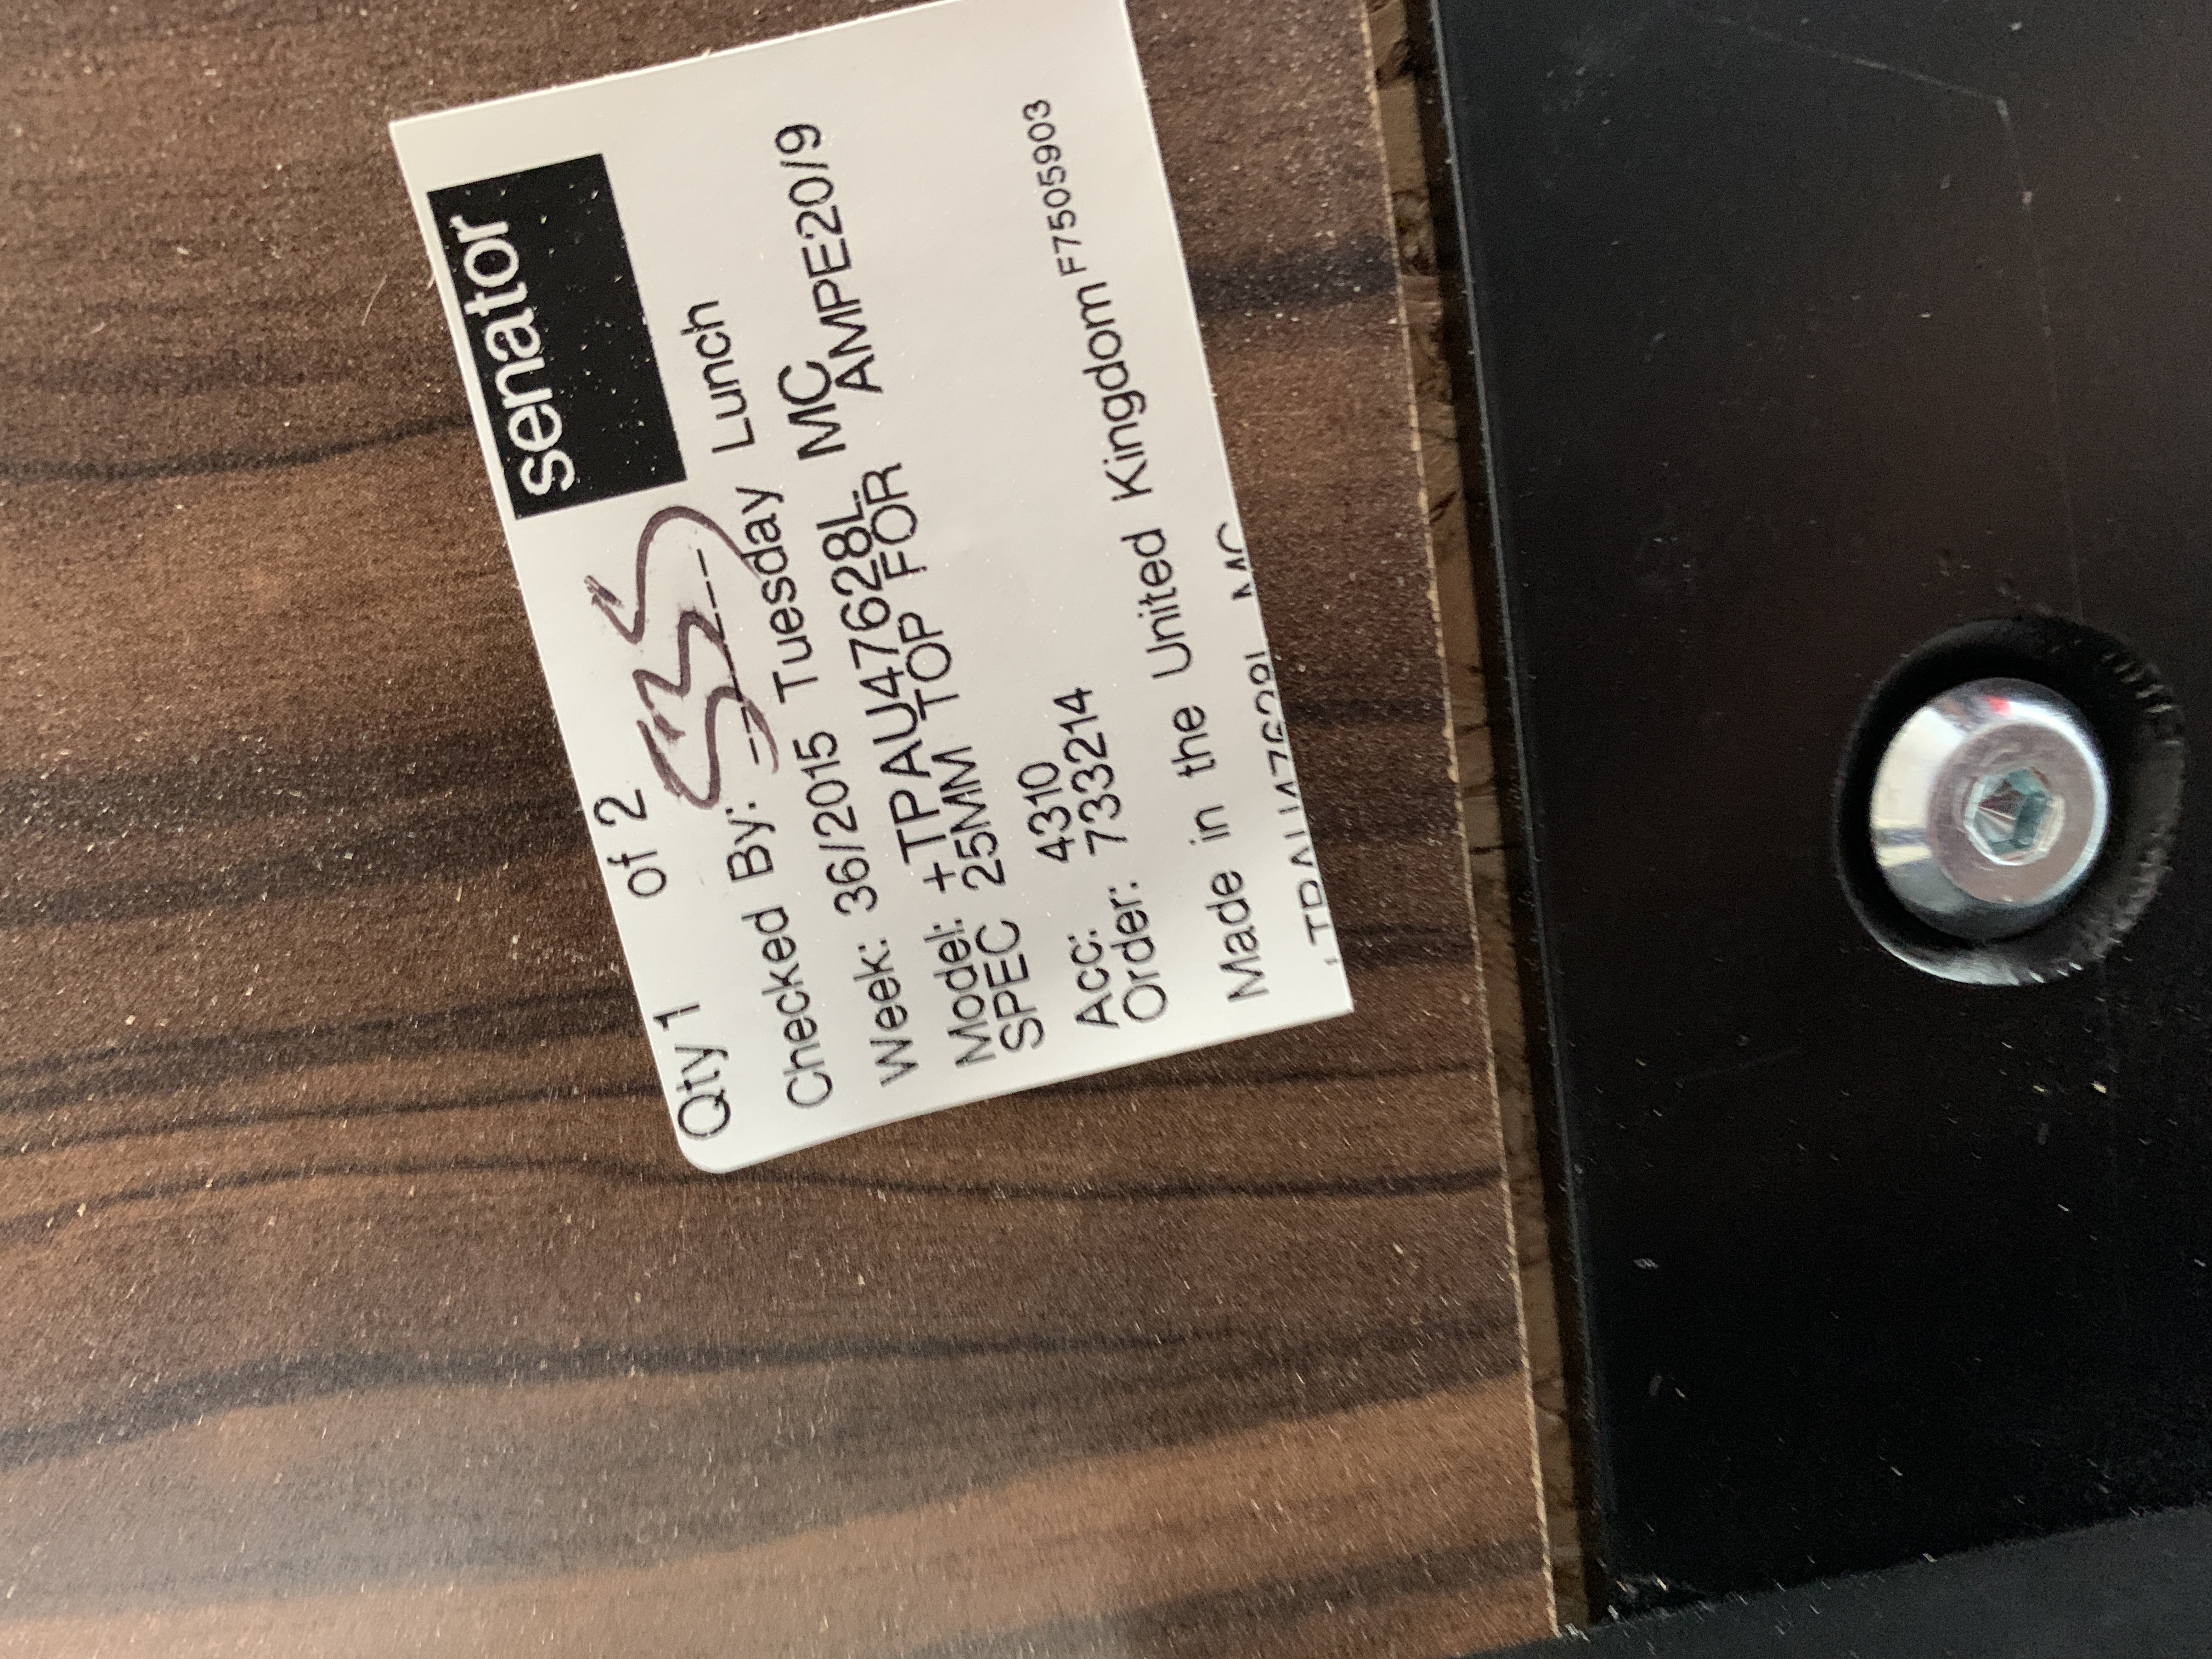 senator
Qty 1 of 2
Checked By:
Week: 36/2015 Tuesday Lunch
Model: +TPAU47628L MC
SPEC 25MM TOP FOR AMPE20/9
Acc: 4310
Order: 733214
Made in the United Kingdom F7505903